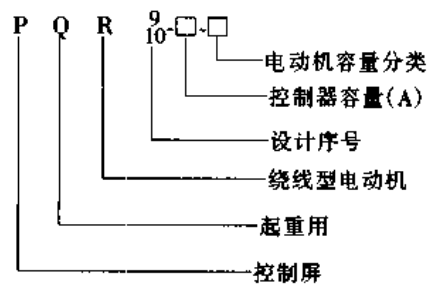 P Q R 9
10-□-□
电动机容量分类
控制器容量(A)
设计序号
绕线型电动机
起重用
控制屏